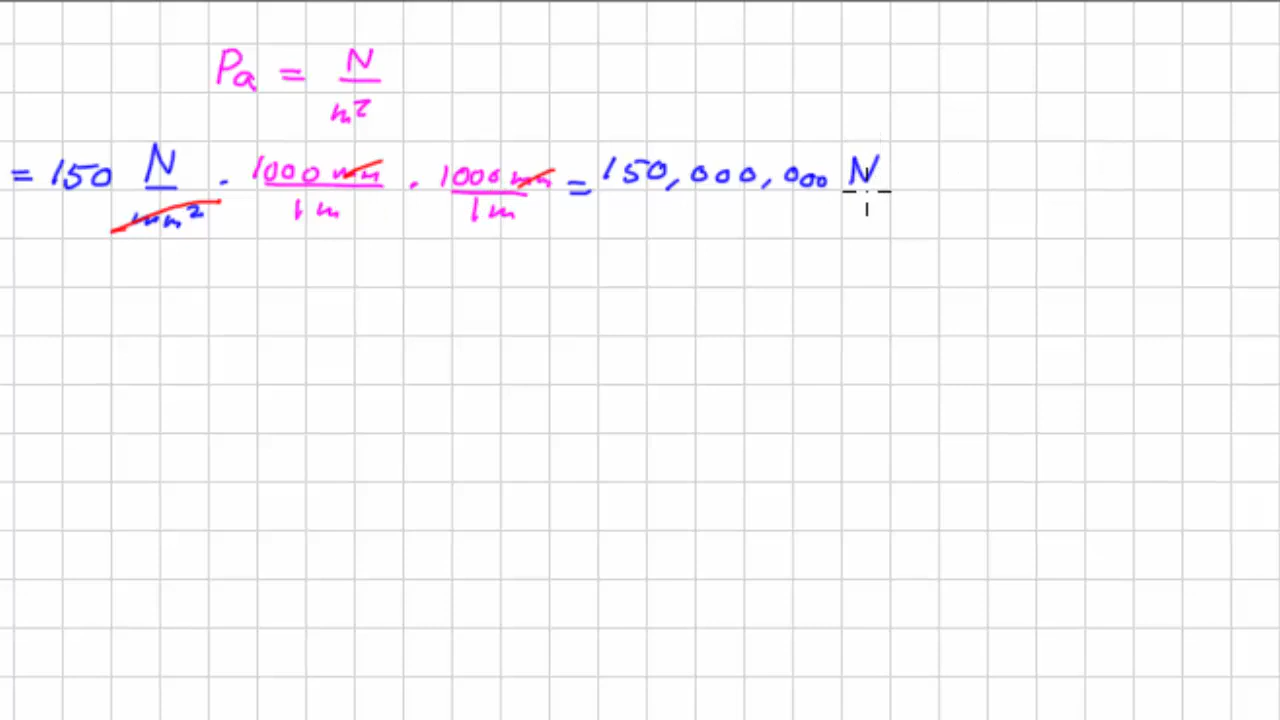 Pa = N/m²
= 150 N/mm² · 1000 mm/1 m · 1000 mm/1 m = 150,000,000 N